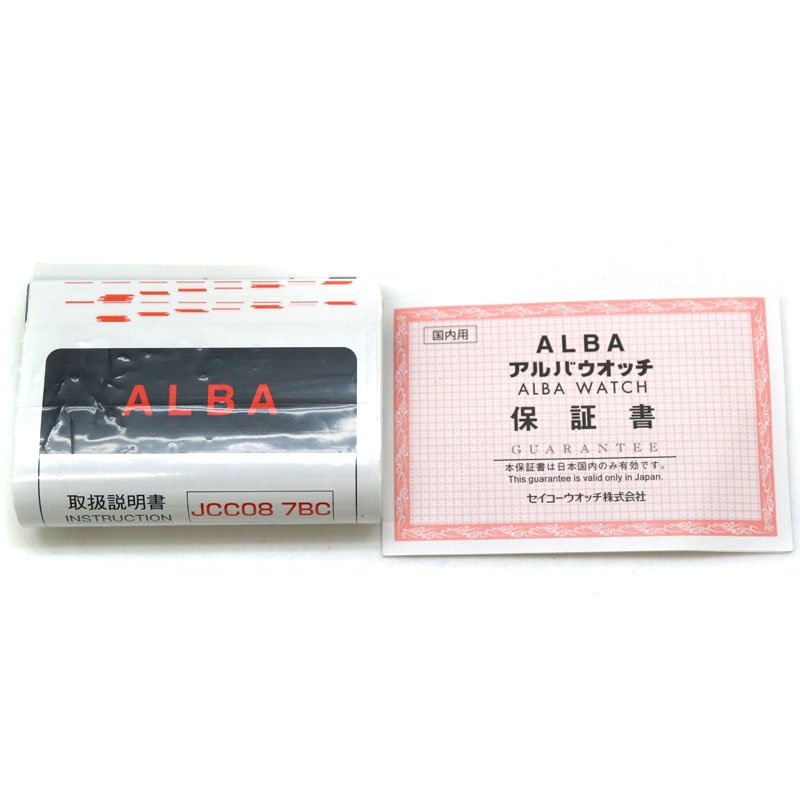 ALBA
取扱説明書
INSTRUCTION
JCC08 7BC
国内用
ALBA
アルバウオッチ
ALBA WATCH
保証書
GUARANTEE
本保証書は日本国内のみ有効です。
This guarantee is valid only in Japan.
セイコーウオッチ株式会社